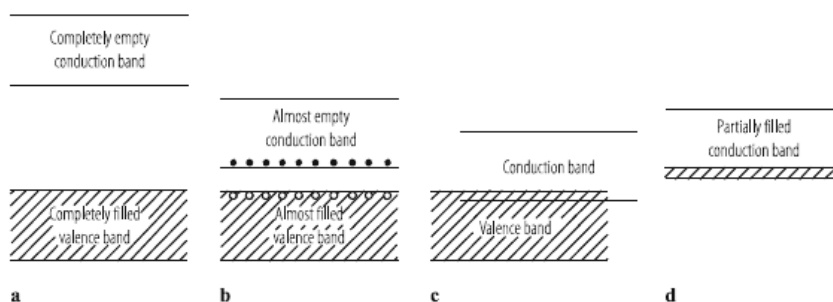 Completely empty
conduction band
Completely filled
valence band
Almost empty
conduction band
Almost filled
valence band
Conduction band
Valence band
Partially filled
conduction band
a
b
c
d